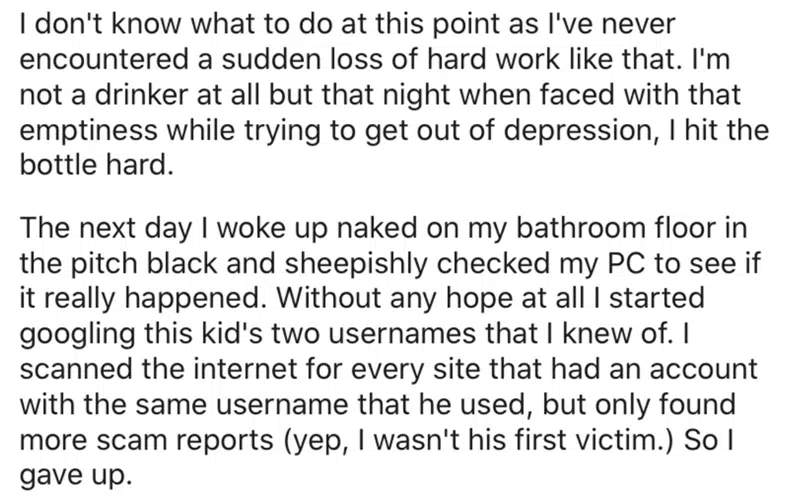 I don't know what to do at this point as I've never
encountered a sudden loss of hard work like that. I'm
not a drinker at all but that night when faced with that
emptiness while trying to get out of depression, I hit the
bottle hard.
The next day I woke up naked on my bathroom floor in
the pitch black and sheepishly checked my PC to see if
it really happened. Without any hope at all I started
googling this kid's two usernames that I knew of. I
scanned the internet for every site that had an account
with the same username that he used, but only found
more scam reports (yep, I wasn't his first victim.) So I
gave up.